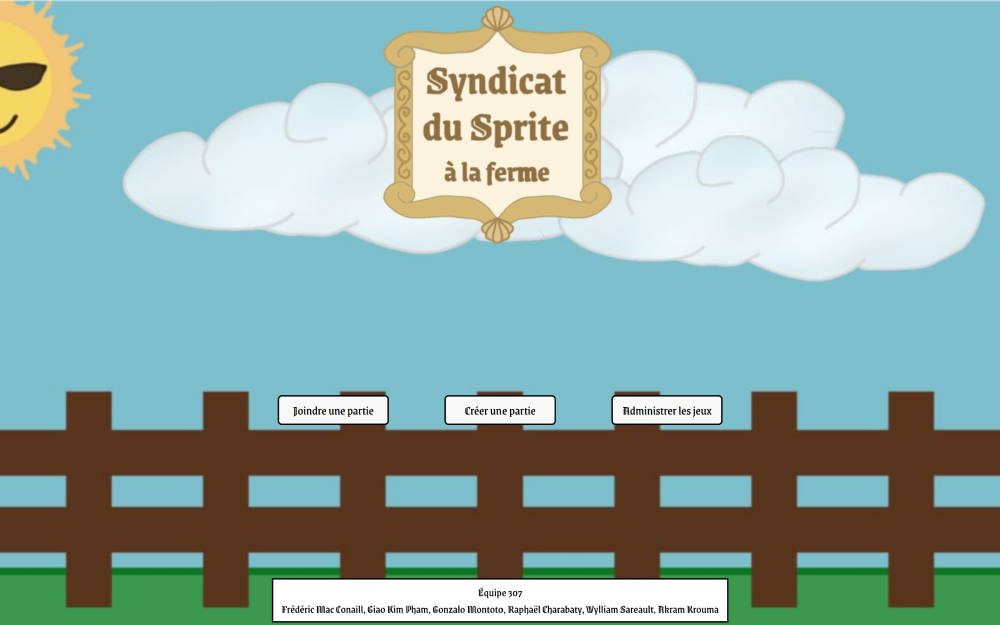 Syndicat
du Sprite
à la ferme
Joindre une partie
Créer une partie
Administrer les jeux
Équipe 307
Frédéric Mac Conaill, Giao Kim Pham, Gonzalo Montoto, Raphaël Charabaty, Wylliam Sareault, Akram Krouma